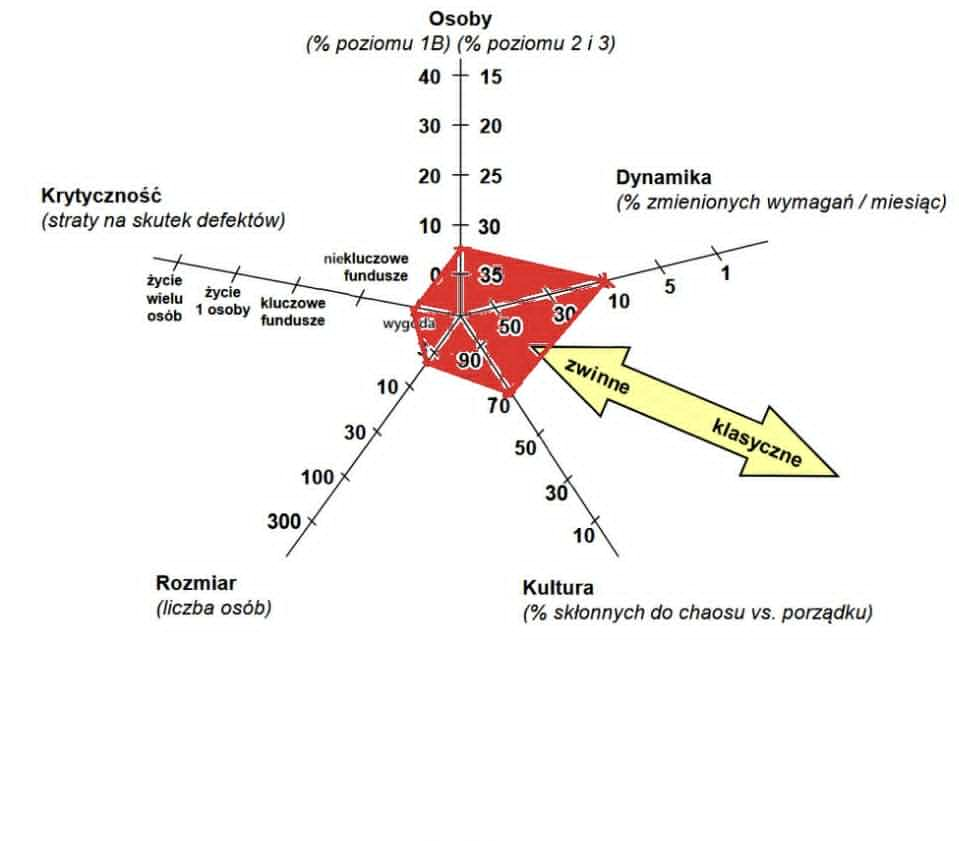 Osoby
(% poziomu 1B) (% poziomu 2 i 3)
40 15
30 20
20 25
10 30
0 35
Dynamika
(% zmienionych wymagań / miesiąc)
50 30 10 5 1
Krytyczność
(straty na skutek defektów)
życie
wielu
osób
życie
1 osoby
kluczowe
fundusze
niekluczowe
fundusze
wygoda
zwinne
klasyczne
10
30
100
300
Rozmiar
(liczba osób)
90
70
50
30
10
Kultura
(% skłonnych do chaosu vs. porządku)